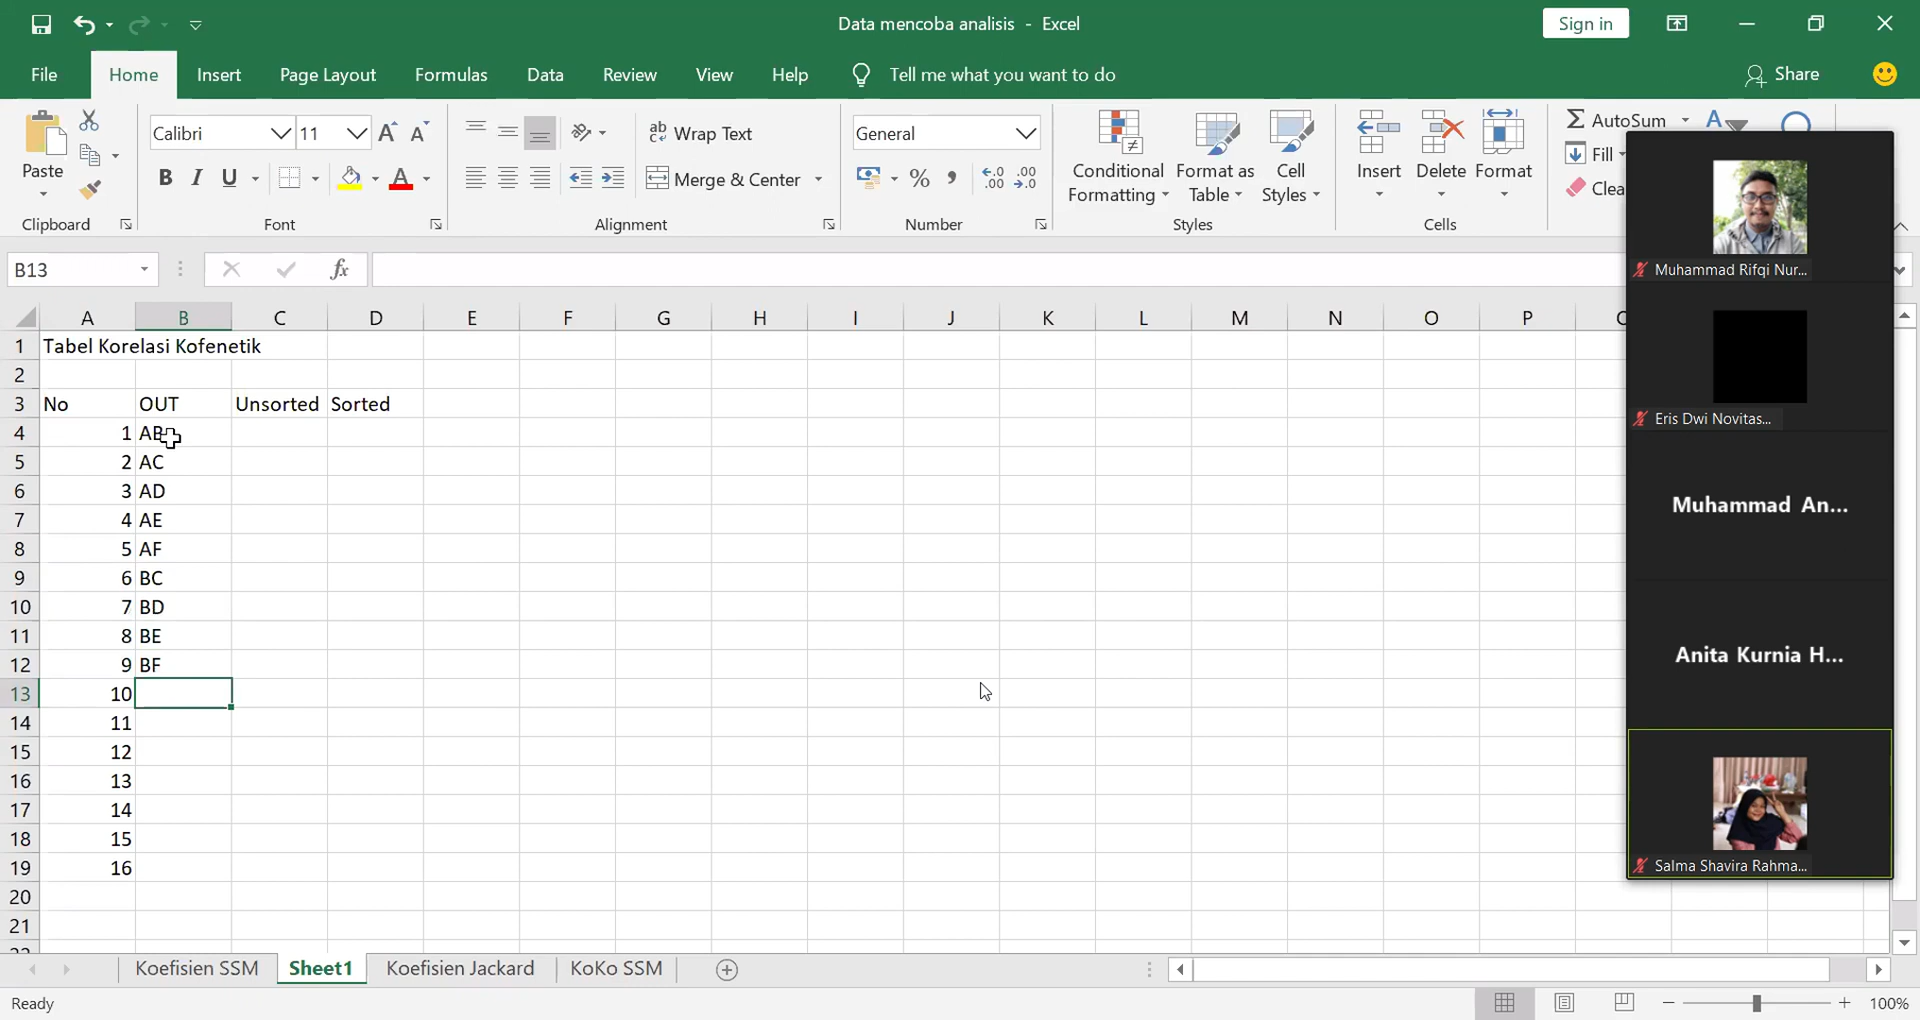 Data mencoba analisis - Excel
Sign in
File Home Insert Page Layout Formulas Data Review View Help Tell me what you want to do Share
Paste
Clipboard
Calibri 11
B I U
Font
Wrap Text
Merge & Center
Alignment
General
% ,
Number
Conditional Formatting
Format as Table
Cell Styles
Styles
Insert Delete Format
Cells
AutoSum
Fill
B13
fx
A B C D E F G H I J K L M N O P
1 Tabel Korelasi Kofenetik
2
3 No OUT Unsorted Sorted
4 1 AB
5 2 AC
6 3 AD
7 4 AE
8 5 AF
9 6 BC
10 7 BD
11 8 BE
12 9 BF
13 10
14 11
15 12
16 13
17 14
18 15
19 16
20
21
Muhammad Rifqi Nur...
Eris Dwi Novitas...
Muhammad An...
Anita Kurnia H...
Salma Shavira Rahma...
Koefisien SSM Sheet1 Koefisien Jackard KoKo SSM
Ready
100%